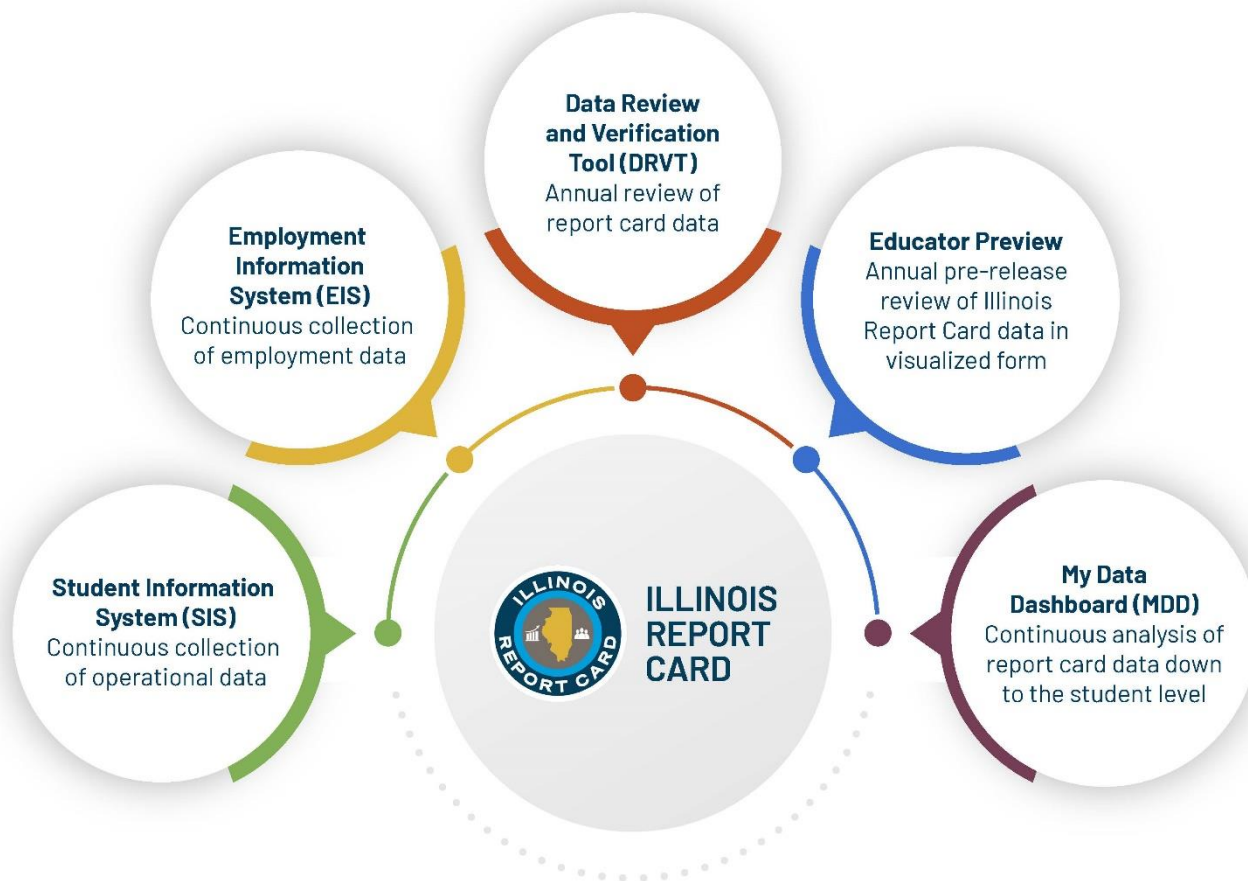 Student Information
System (SIS)
Continuous collection
of operational data
Employment
Information
System (EIS)
Continuous collection
of employment data
Data Review
and Verification
Tool (DRVT)
Annual review of
report card data
Educator Preview
Annual pre-release
review of Illinois
Report Card data in
visualized form
My Data
Dashboard (MDD)
Continuous analysis of
report card data down
to the student level
ILLINOIS
REPORT CARD
ILLINOIS
REPORT
CARD